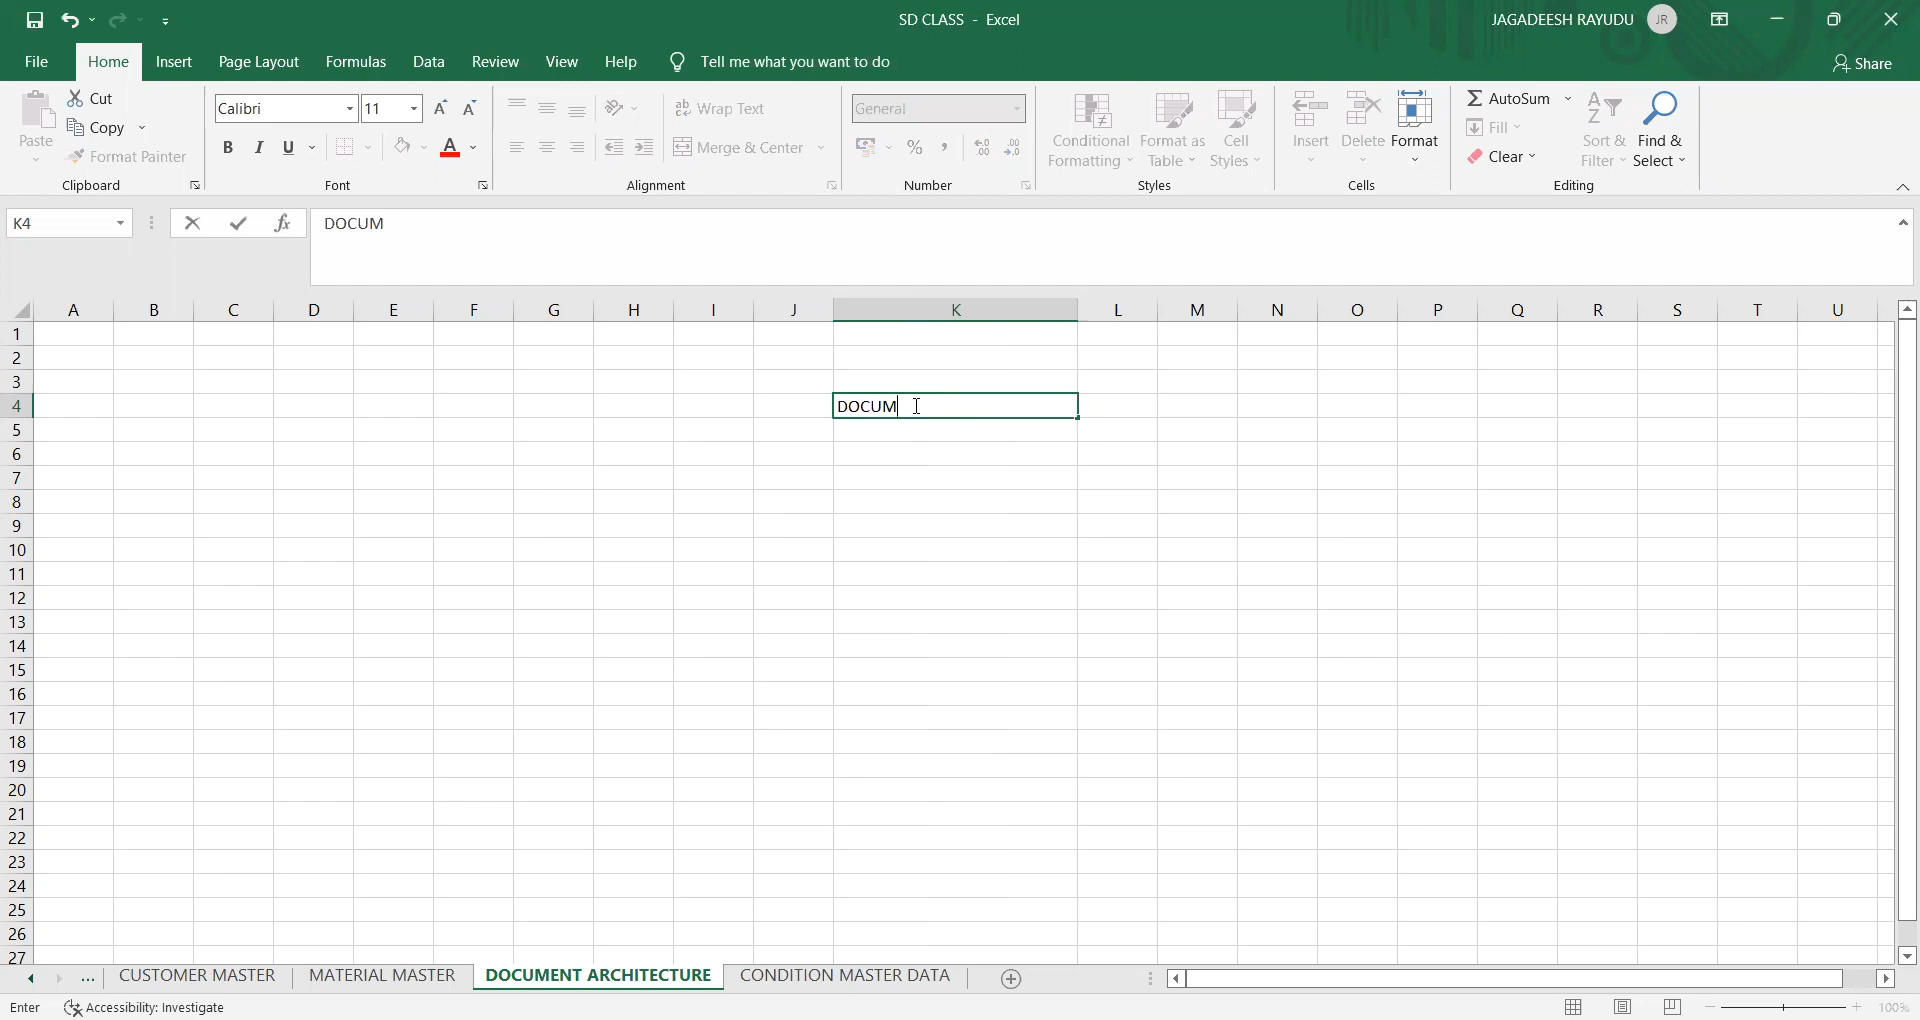 SD CLASS - Excel
JAGADEESH RAYUDU JR
File Home Insert Page Layout Formulas Data Review View Help Tell me what you want to do Share
Paste
Cut
Copy
Format Painter
Clipboard
Calibri 11
B I U A
Font
Wrap Text
Merge & Center
Alignment
General
%
Number
Conditional Formatting
Format as Table
Cell Styles
Styles
Insert Delete Format
Cells
AutoSum
Fill
Clear
Sort & Filter
Find & Select
Editing
K4 fx DOCUM
A B C D E F G H I J K L M N O P Q R S T U
1
2
3
4 DOCUM
5
6
7
8
9
10
11
12
13
14
15
16
17
18
19
20
21
22
23
24
25
26
27
... CUSTOMER MASTER MATERIAL MASTER DOCUMENT ARCHITECTURE CONDITION MASTER DATA
Enter Accessibility: Investigate 100%